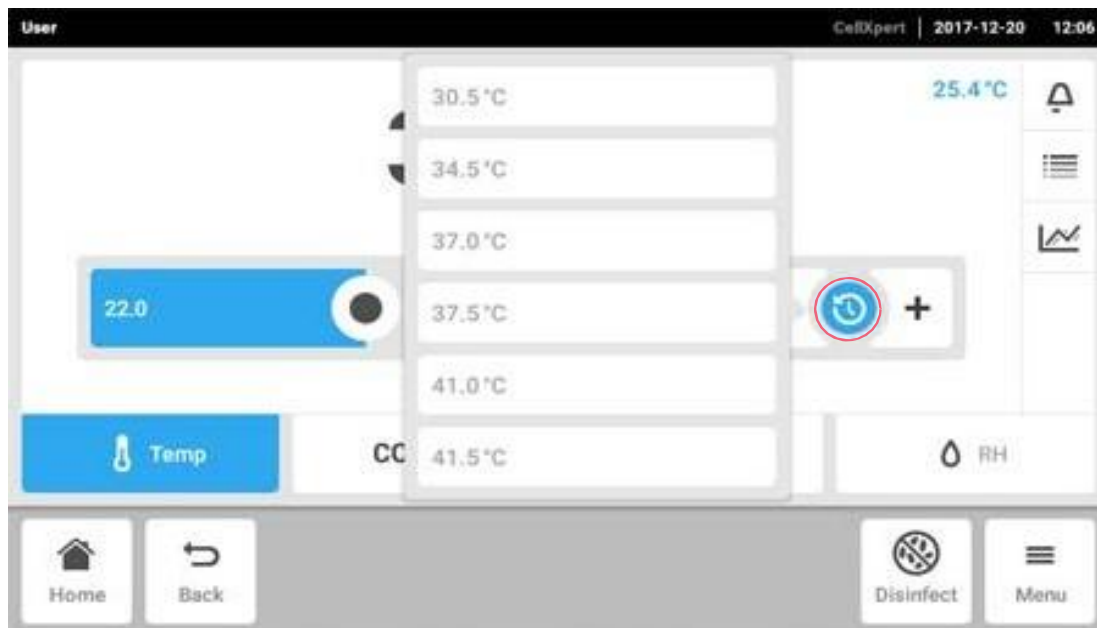 User
CellXpert | 2017-12-20 12:06
25.4°C
30.5°C
34.5°C
37.0°C
37.5°C
41.0°C
41.5°C
22.0
+
Temp
CC
RH
Home
Back
Disinfect
Menu